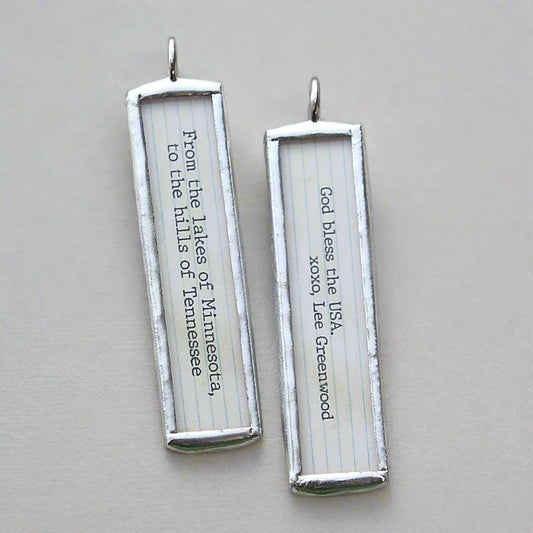 From the lakes of Minnesota,
to the hills of Tennessee
God bless the USA.
xoxo, Lee Greenwood